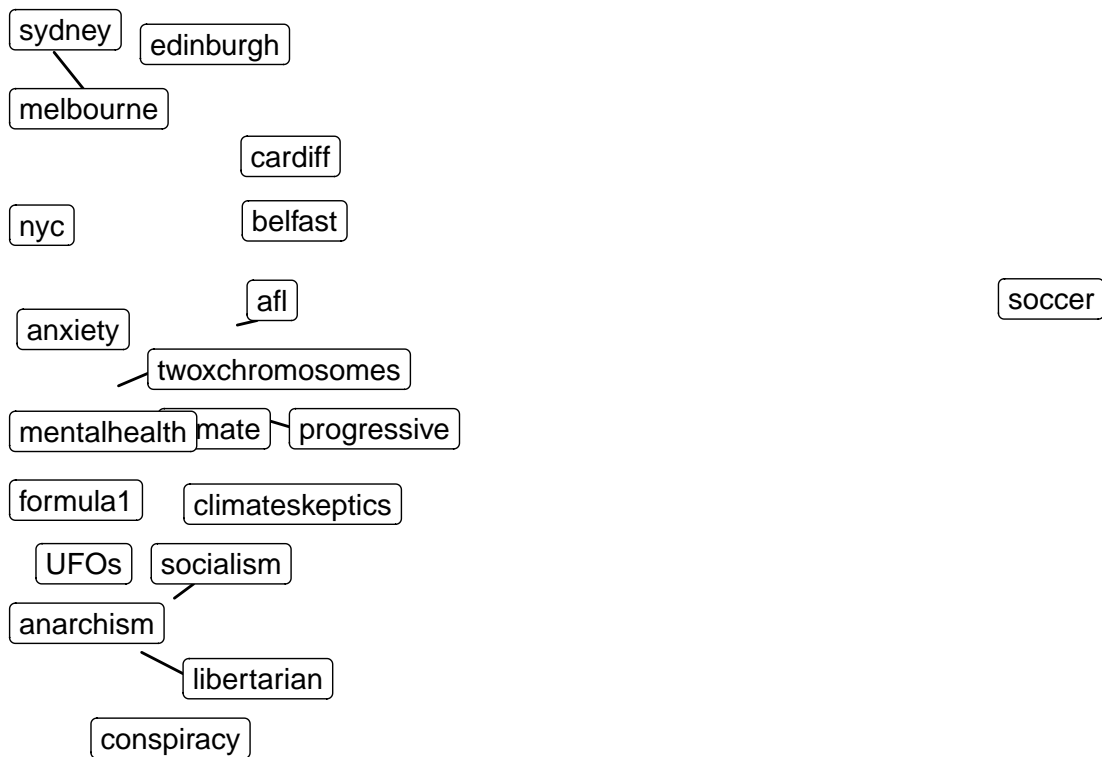 sydney
edinburgh
melbourne
cardiff
nyc
belfast
afl
soccer
anxiety
twoxchromosomes
mentalhealth
mate
progressive
formula1
climateskeptics
UFOs
socialism
anarchism
libertarian
conspiracy